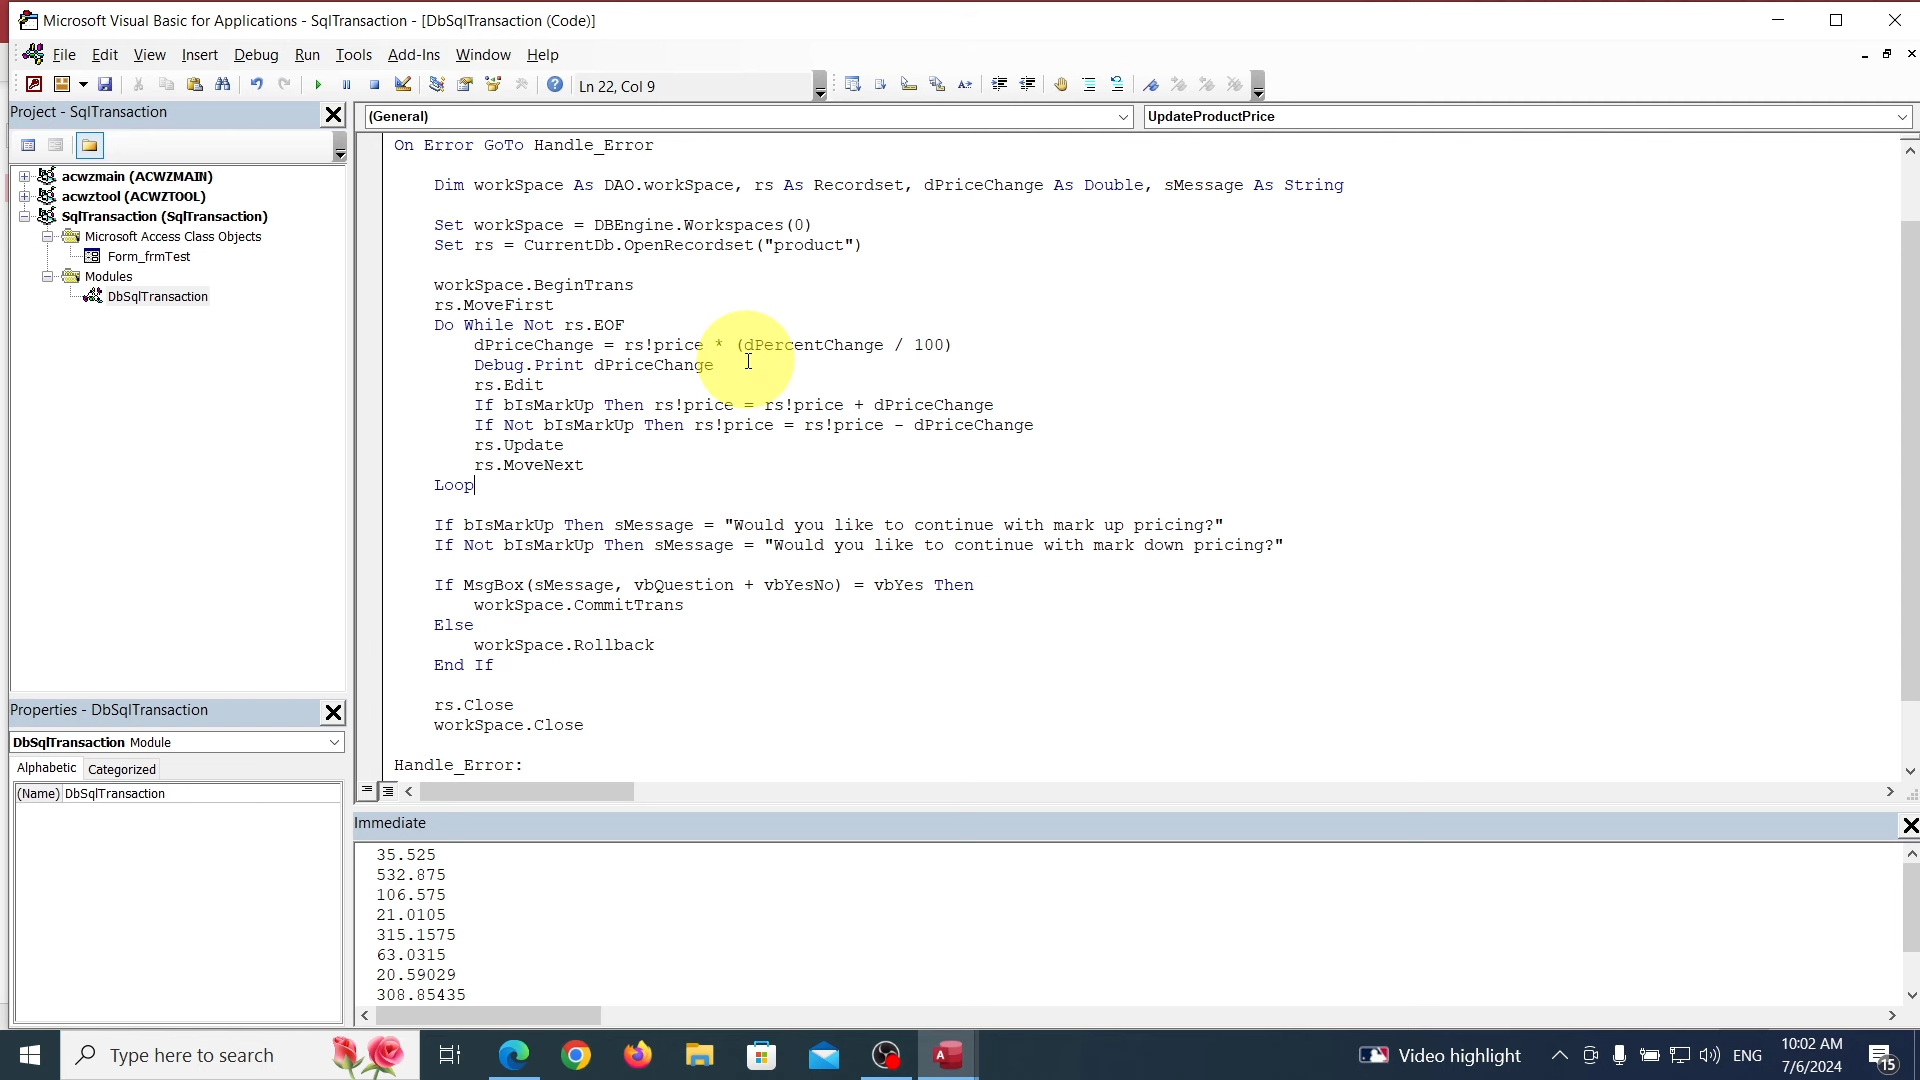 Microsoft Visual Basic for Applications - SqlTransaction - [DbSqlTransaction (Code)]
File Edit View Insert Debug Run Tools Add-Ins Window Help
Ln 22, Col 9
Project - SqlTransaction
(General)
UpdateProductPrice
acwzmain (ACWZMAIN)
acwztool (ACWZTOOL)
SqlTransaction (SqlTransaction)
Microsoft Access Class Objects
Form_frmTest
Modules
DbSqlTransaction
On Error GoTo Handle_Error
Dim workSpace As DAO.workSpace, rs As Recordset, dPriceChange As Double, sMessage As String
Set workSpace = DBEngine.Workspaces(0)
Set rs = CurrentDb.OpenRecordset("product")
workSpace.BeginTrans
rs.MoveFirst
Do While Not rs.EOF
dPriceChange = rs!price * (dPercentChange / 100)
Debug.Print dPriceChange
rs.Edit
If bIsMarkUp Then rs!price = rs!price + dPriceChange
If Not bIsMarkUp Then rs!price = rs!price - dPriceChange
rs.Update
rs.MoveNext
Loop
If bIsMarkUp Then sMessage = "Would you like to continue with mark up pricing?"
If Not bIsMarkUp Then sMessage = "Would you like to continue with mark down pricing?"
If MsgBox(sMessage, vbQuestion + vbYesNo) = vbYes Then
workSpace.CommitTrans
Else
workSpace.Rollback
End If
rs.Close
workSpace.Close
Handle_Error:
Properties - DbSqlTransaction
DbSqlTransaction Module
Alphabetic Categorized
(Name) DbSqlTransaction
Immediate
35.525
532.875
106.575
21.0105
315.1575
63.0315
20.59029
308.85435
Type here to search
Video highlight
ENG
10:02 AM
7/6/2024
15